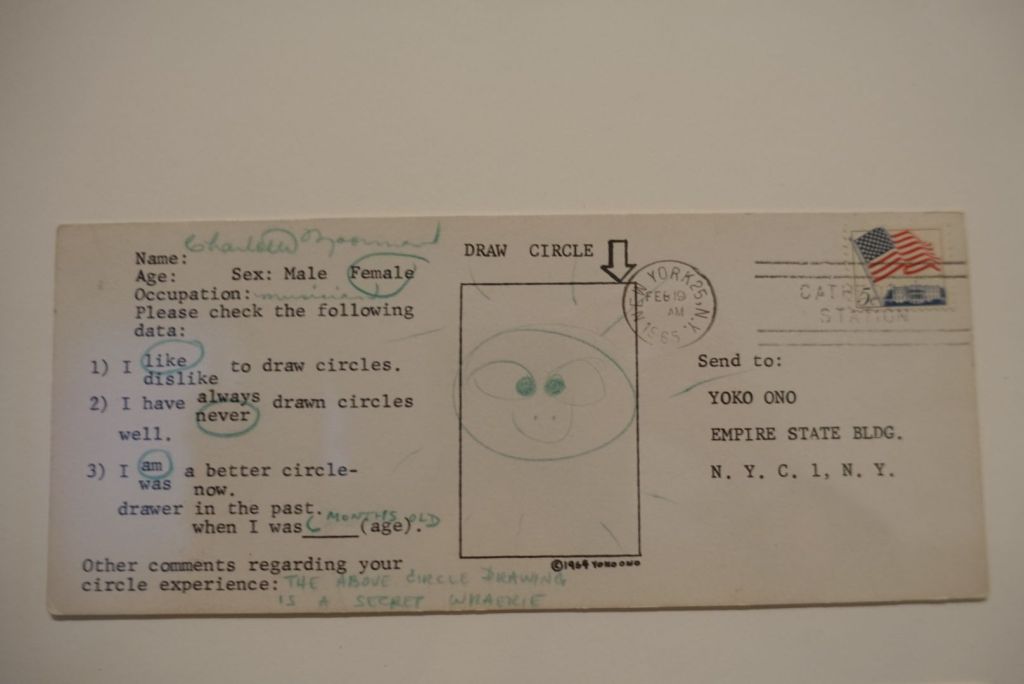 Name: Charlotte Moorman
Age: Sex: Male Female
Occupation: musician
Please check the following
data:
1) I like to draw circles.
dislike
2) I have always drawn circles
never
well.
3) I am a better circle-
was now.
drawer in the past.
when I was 6 MONTHS OLD (age).
Other comments regarding your
circle experience: THE ABOVE CIRCLE DRAWING
IS A SECRET
DRAW CIRCLE
©1964 YOKO ONO
NEW YORK 25, N.Y.
FEB 19
AM
1965
5c
STATION
Send to:
YOKO ONO
EMPIRE STATE BLDG.
N. Y. C. 1, N. Y.